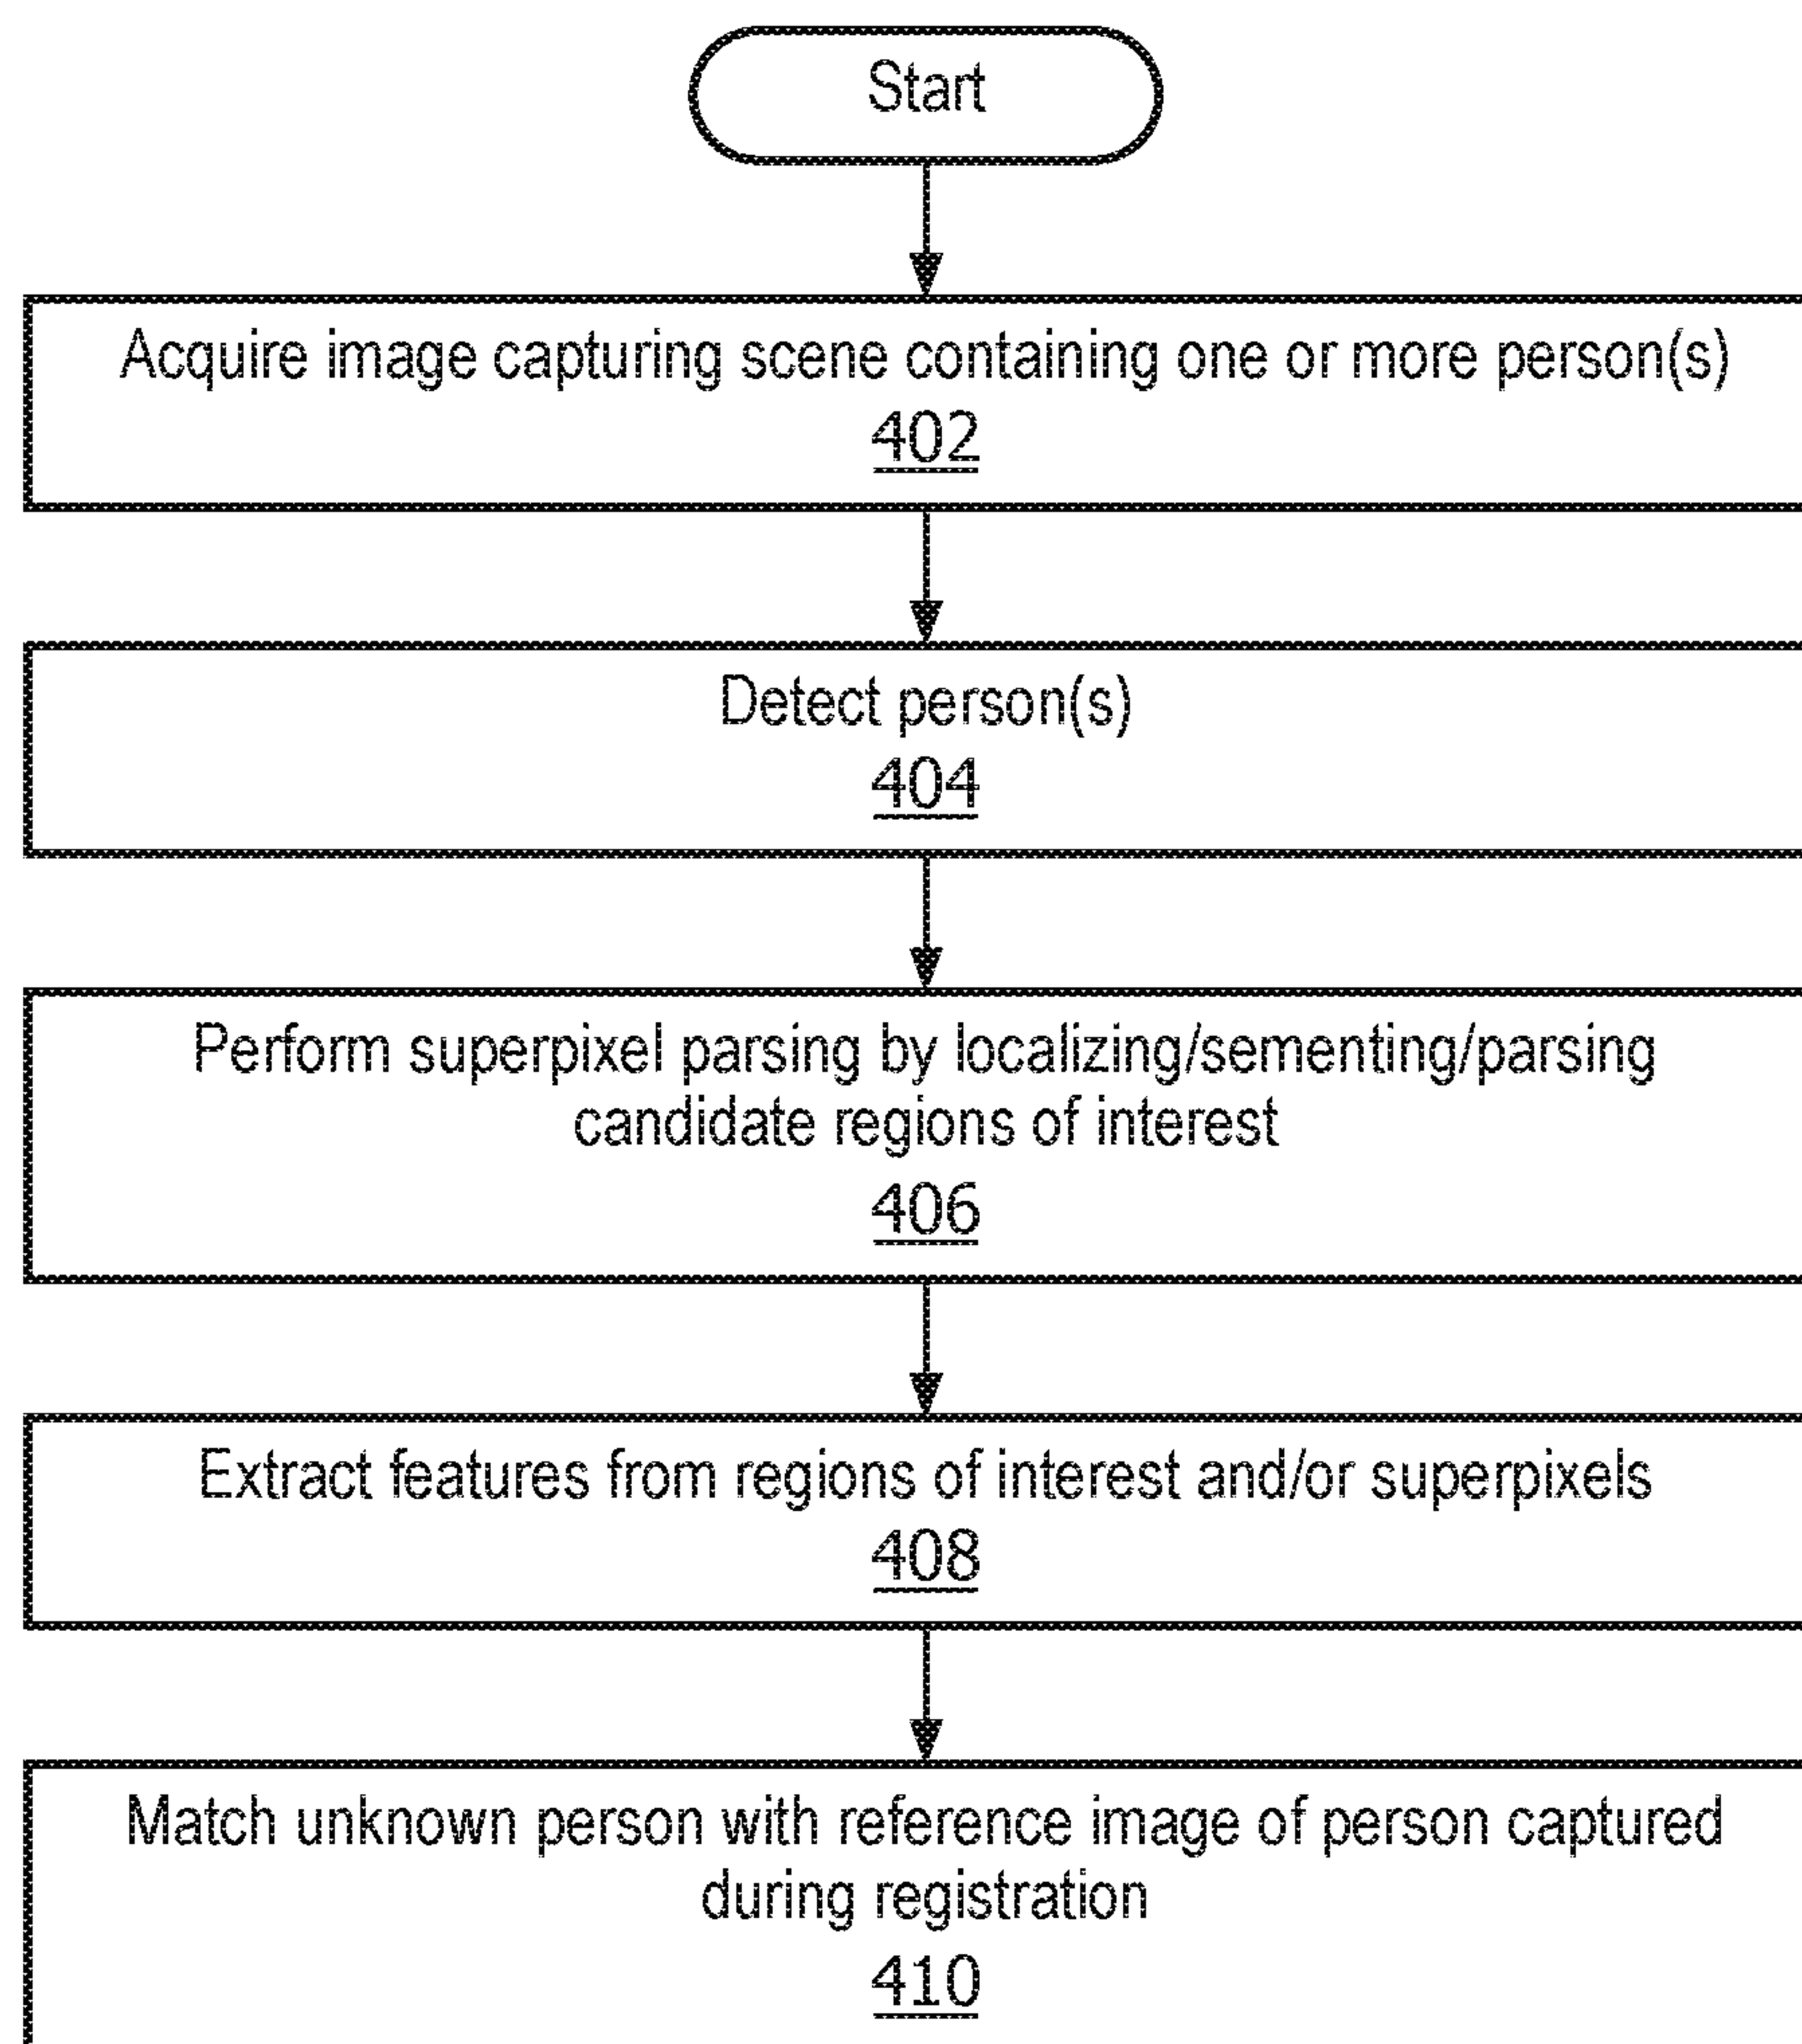 Start
Acquire image capturing scene containing one or more person(s)
402
Detect person(s)
404
Perform superpixel parsing by localizing/sementing/parsing
candidate regions of interest
406
Extract features from regions of interest and/or superpixels
408
Match unknown person with reference image of person captured
during registration
410